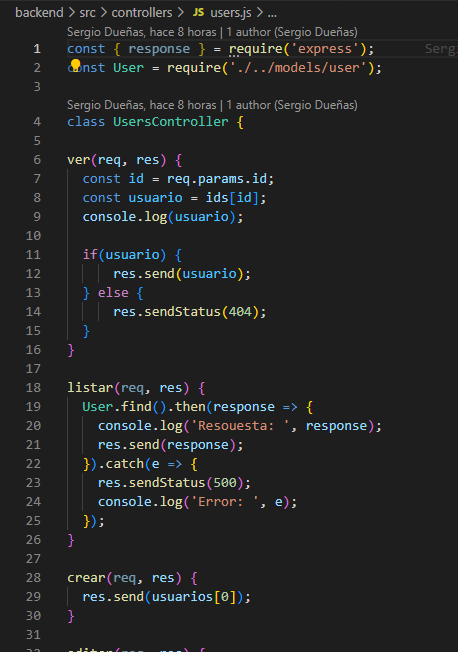 backend > src > controllers > JS users.js > ...
Sergio Dueñas, hace 8 horas | 1 author (Sergio Dueñas)
1 const { response } = require('express'); Serg
2 const User = require('./../models/user');
3
Sergio Dueñas, hace 8 horas | 1 author (Sergio Dueñas)
4 class UsersController {
5
6 ver(req, res) {
7 const id = req.params.id;
8 const usuario = ids[id];
9 console.log(usuario);
10
11 if(usuario) {
12 res.send(usuario);
13 } else {
14 res.sendStatus(404);
15 }
16 }
17
18 listar(req, res) {
19 User.find().then(response => {
20 console.log('Resouesta: ', response);
21 res.send(response);
22 }).catch(e => {
23 res.sendStatus(500);
24 console.log('Error: ', e);
25 });
26 }
27
28 crear(req, res) {
29 res.send(usuarios[0]);
30 }
31